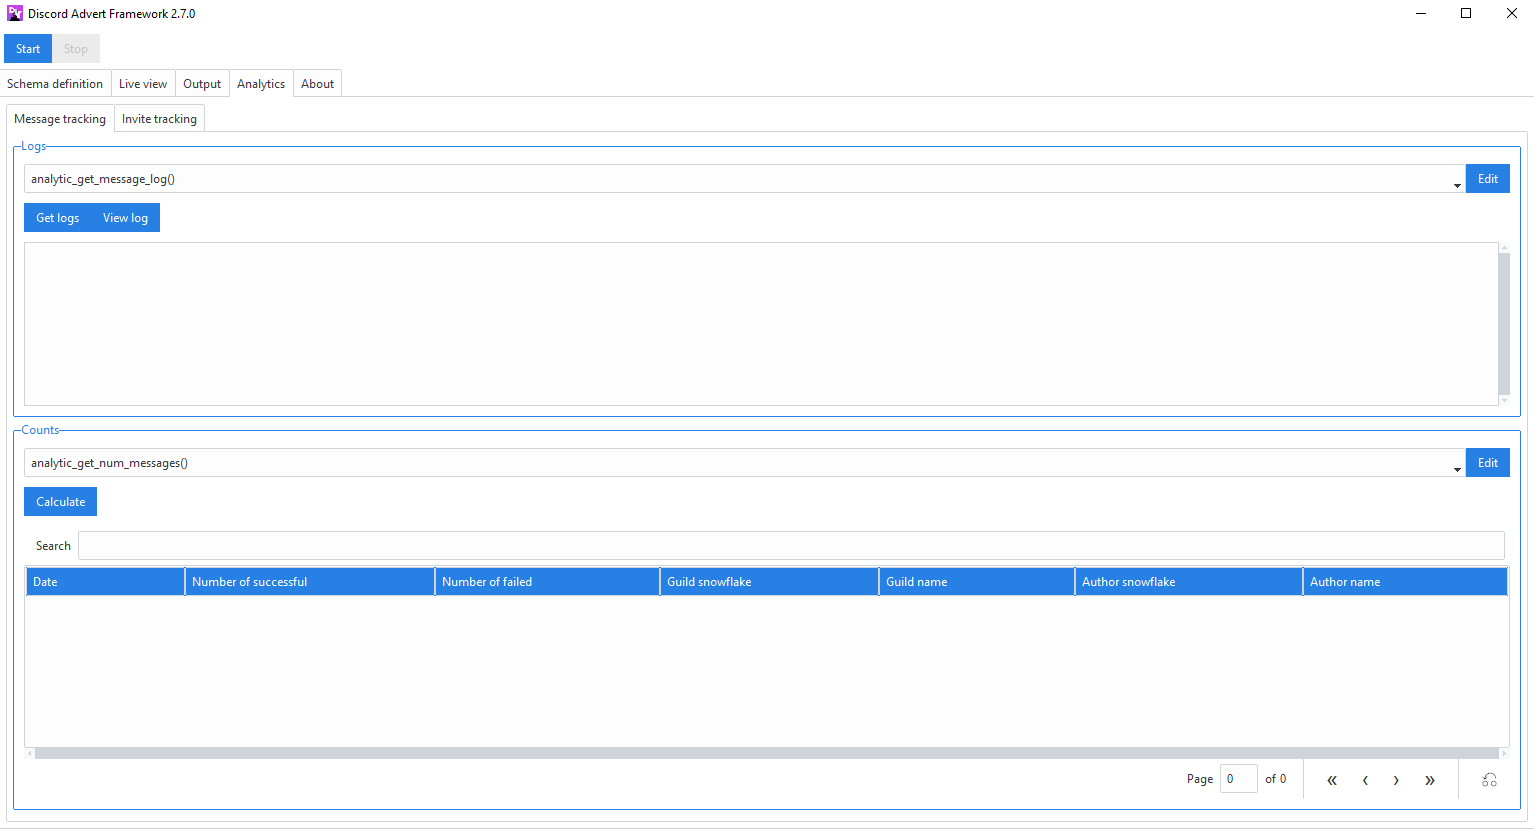 Discord Advert Framework 2.7.0
Start Stop
Schema definition Live view Output Analytics About
Message tracking Invite tracking
Logs
analytic_get_message_log()
Edit
Get logs View log
Counts
analytic_get_num_messages()
Edit
Calculate
Search
Date Number of successful Number of failed Guild snowflake Guild name Author snowflake Author name
Page 0 of 0 « ‹ › »